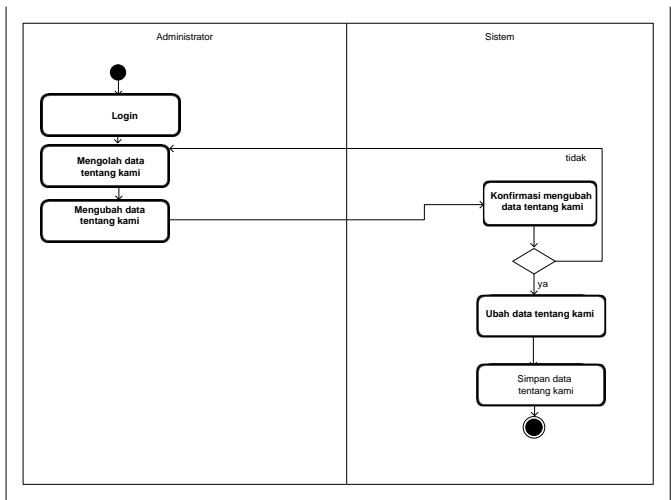 Administrator
Sistem
Login
Mengolah data
tentang kami
tidak
Mengubah data
tentang kami
Konfirmasi mengubah
data tentang kami
ya
Ubah data tentang kami
Simpan data
tentang kami